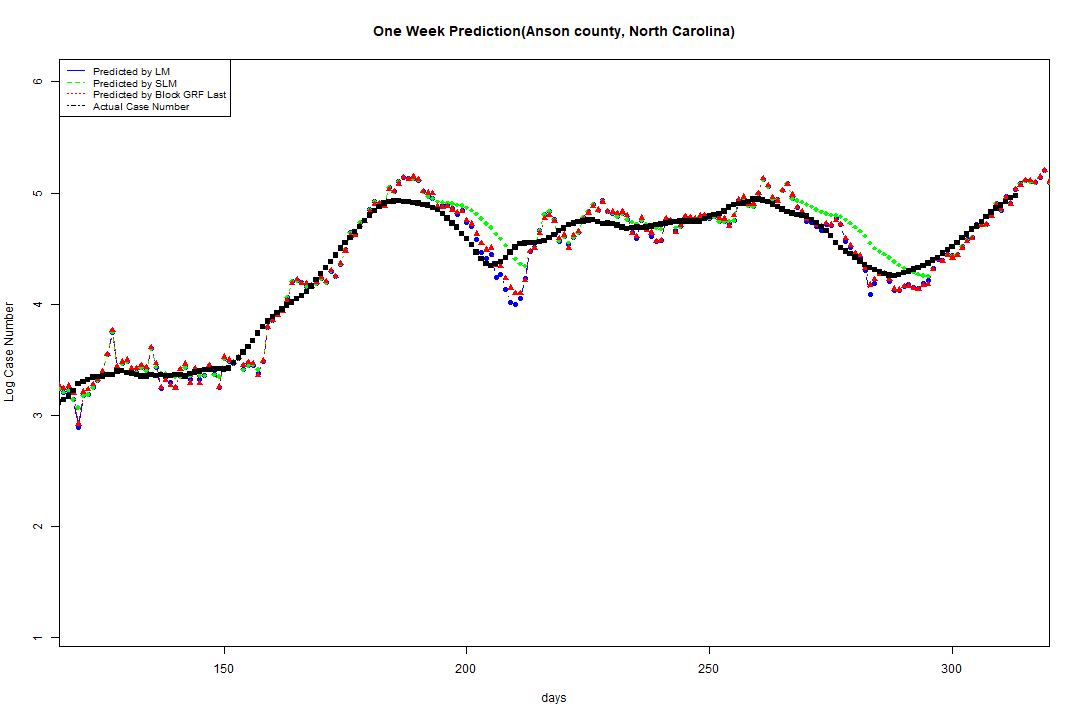 One Week Prediction(Anson county, North Carolina)
Predicted by LM
Predicted by SLM
Predicted by Block GRF Last
Actual Case Number
6
5
4
3
2
1
Log Case Number
150 200 250 300
days